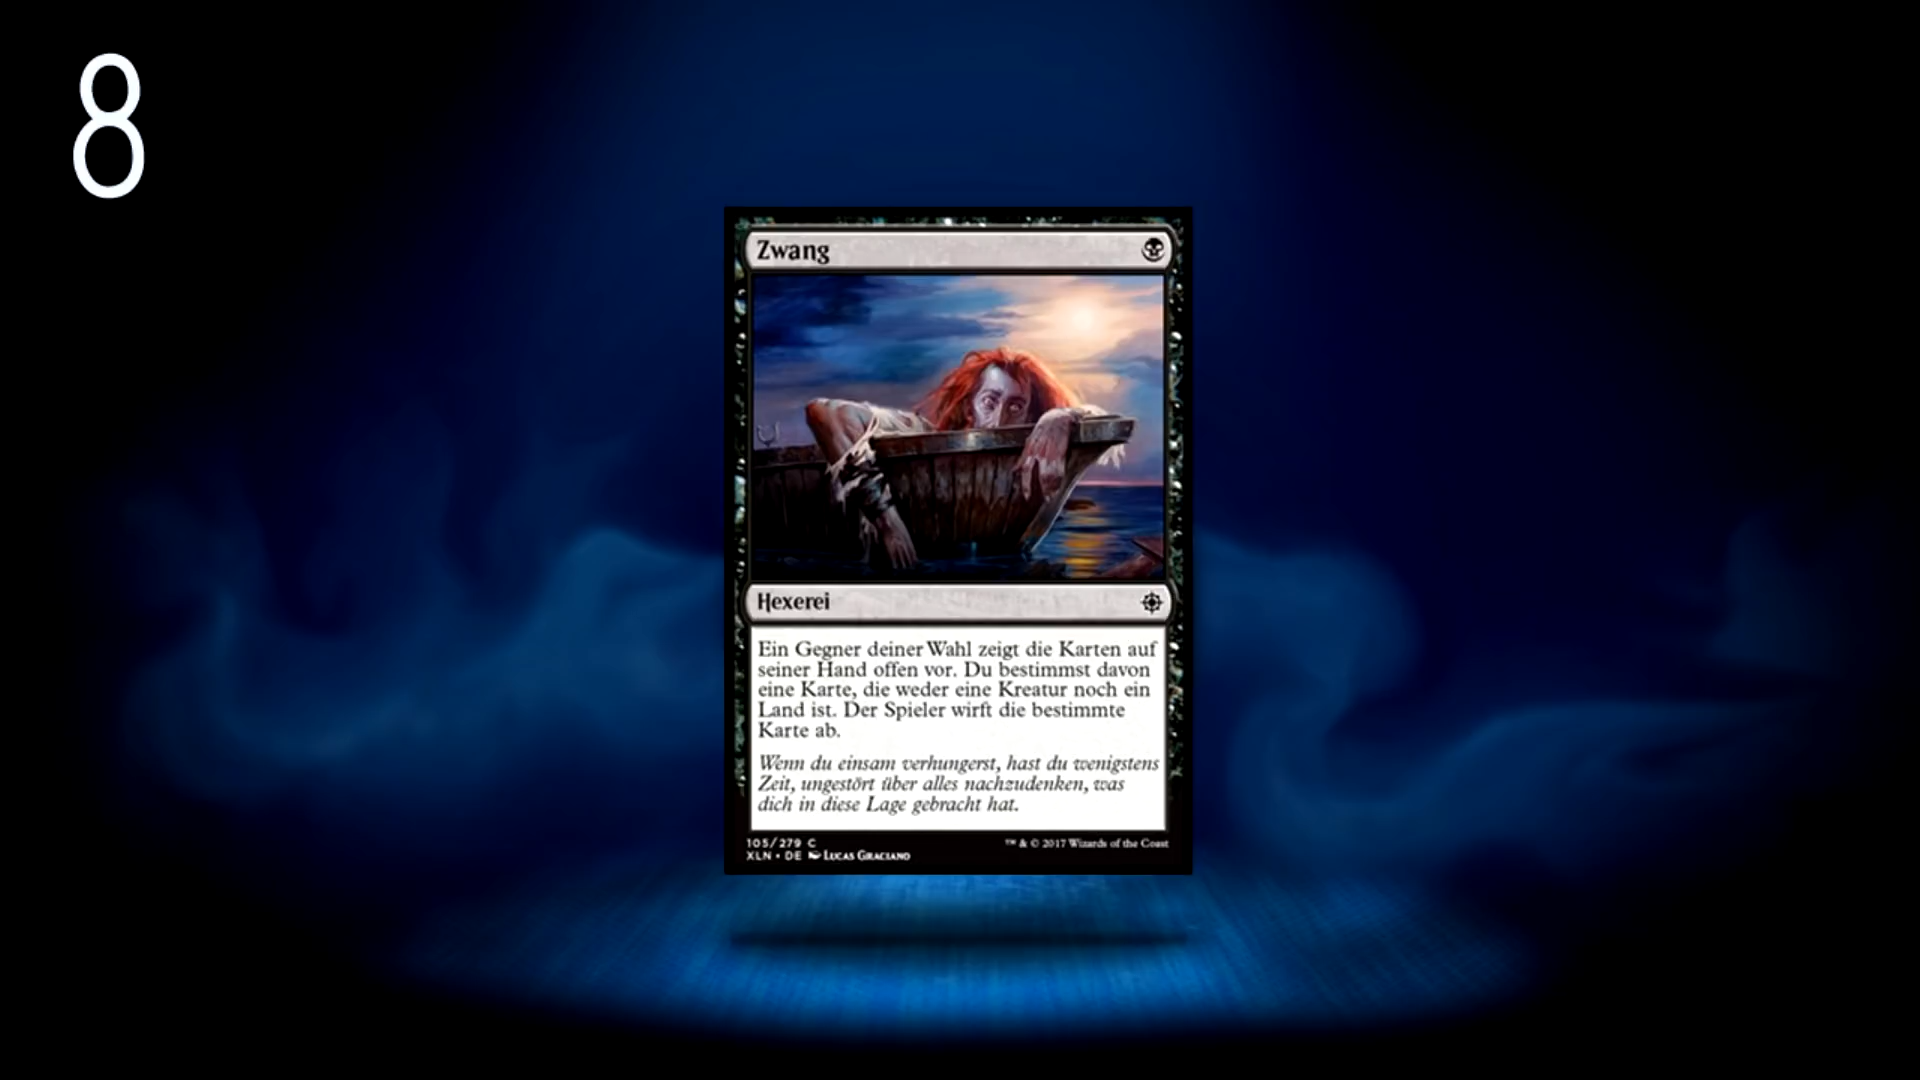 8
Zwang
Hexerei
Ein Gegner deiner Wahl zeigt die Karten auf
seiner Hand offen vor. Du bestimmst davon
eine Karte, die weder eine Kreatur noch ein
Land ist. Der Spieler wirft die bestimmte
Karte ab.
Wenn du einsam verhungerst, hast du wenigstens
Zeit, ungestört über alles nachzudenken, was
dich in diese Lage gebracht hat.
105/279 C
XLN • DE LUCAS GRACIANO
™ & © 2017 Wizards of the Coast